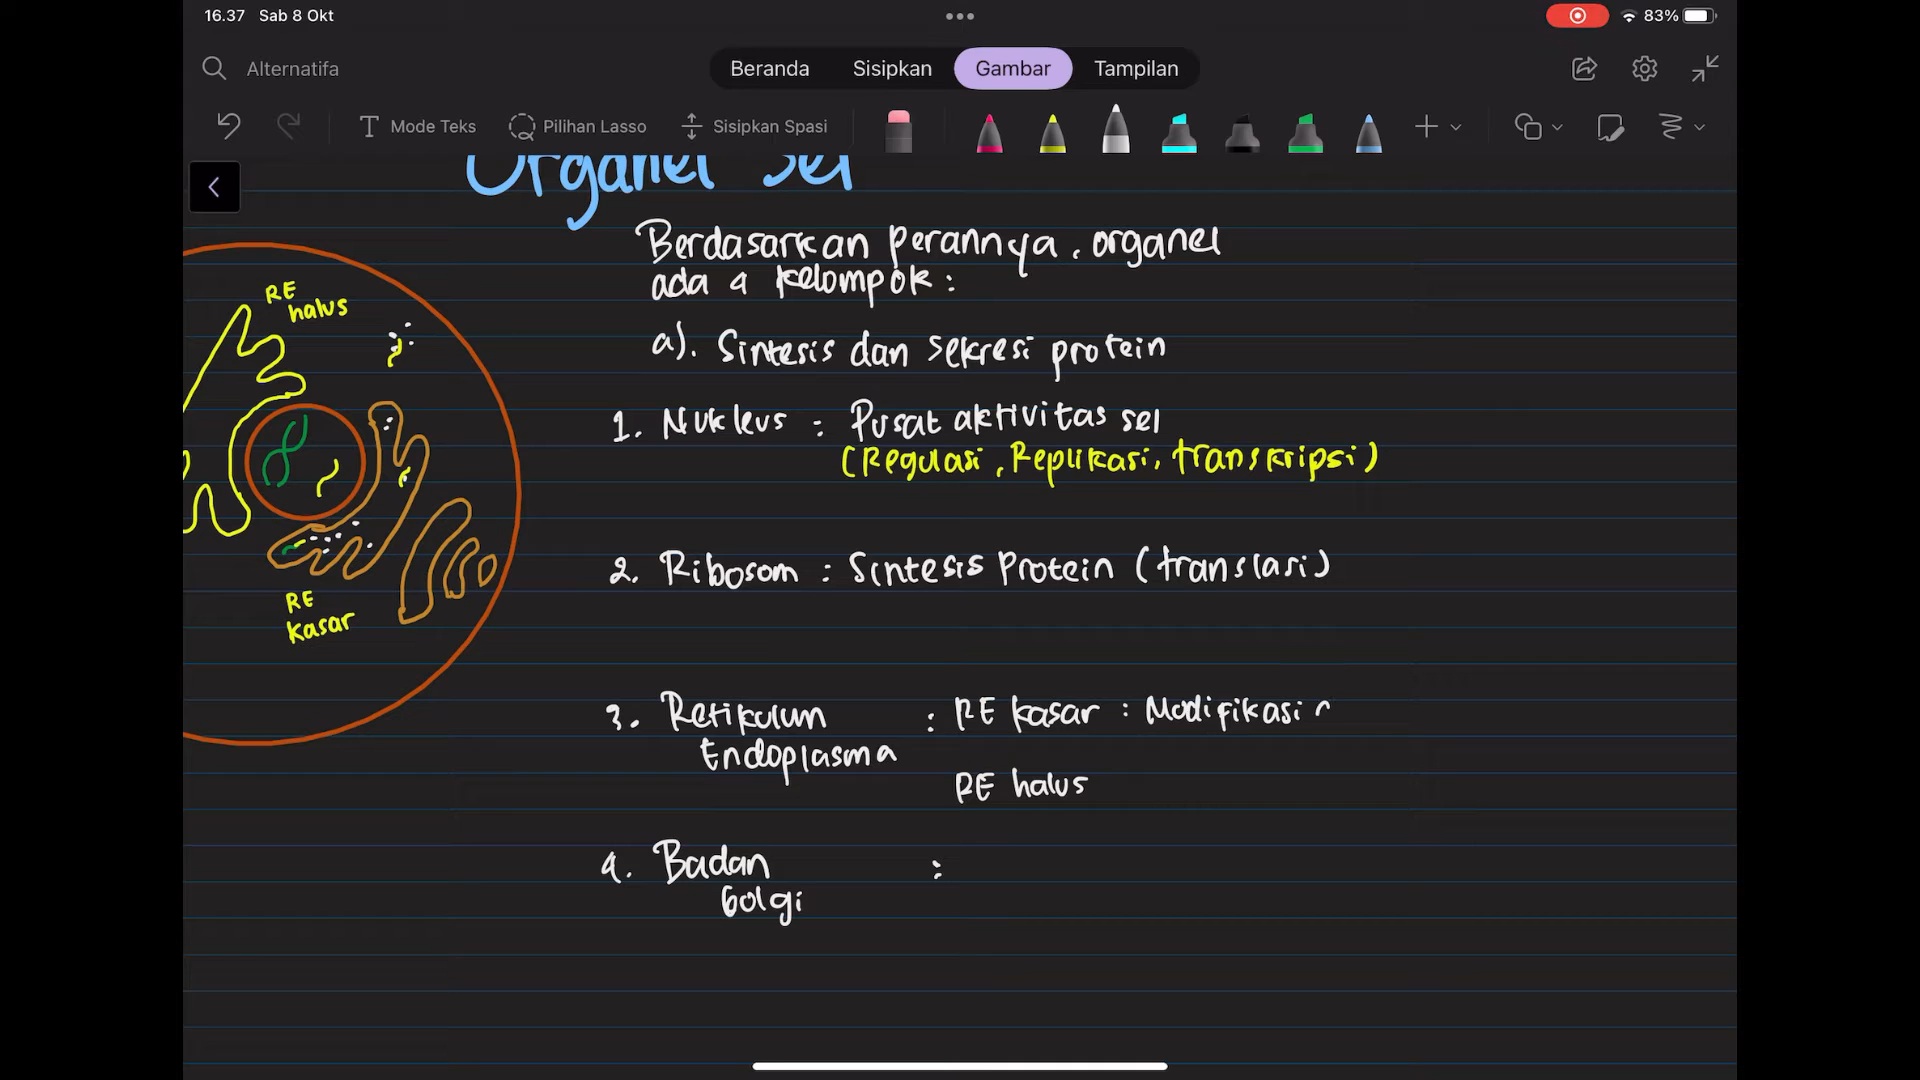 16.37 Sab 8 Okt
83%
Alternatifa
Beranda Sisipkan Gambar Tampilan
Mode Teks Pilihan Lasso Sisipkan Spasi
Organel Sel
Berdasarkan perannya, organel
ada 4 kelompok :
a). Sintesis dan sekresi protein
1. Nukleus : Pusat aktivitas sel
(Regulasi, Replikasi, transkripsi)
2. Ribosom : Sintesis Protein (translasi)
3. Retikulum : RE kasar : Modifikasi
Endoplasma
RE halus
4. Badan :
Golgi
RE
halus
RE
kasar